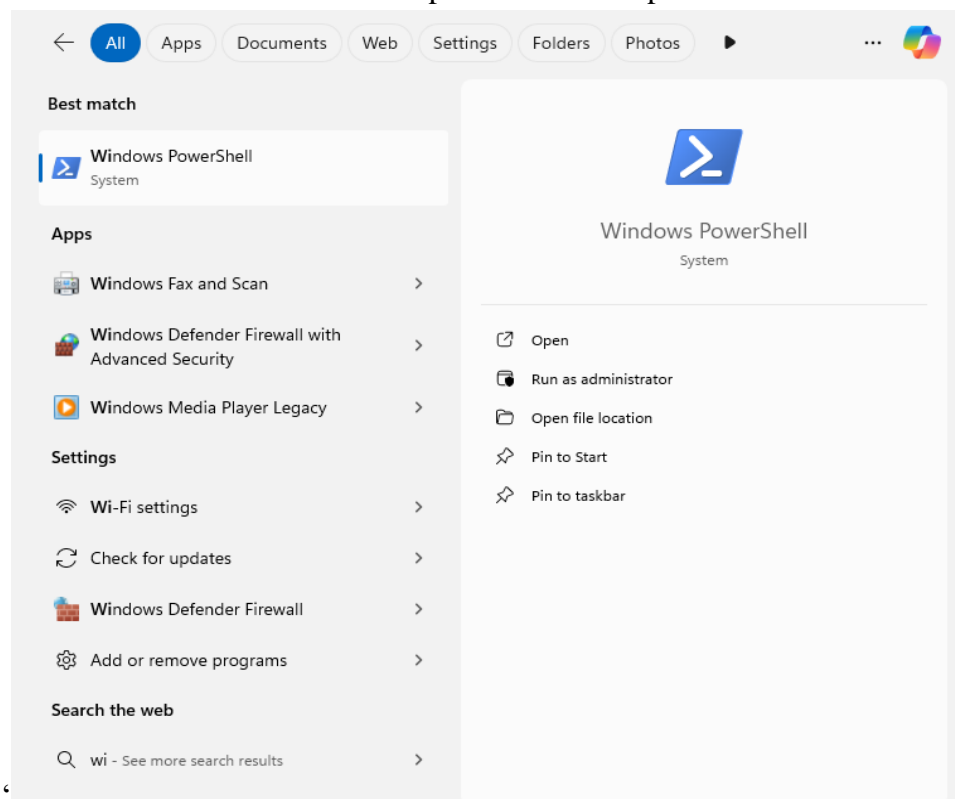 All Apps Documents Web Settings Folders Photos ...
Best match
Windows PowerShell
System
Apps
Windows Fax and Scan
Windows Defender Firewall with
Advanced Security
Windows Media Player Legacy
Settings
Wi-Fi settings
Check for updates
Windows Defender Firewall
Add or remove programs
Search the web
wi - See more search results
Windows PowerShell
System
Open
Run as administrator
Open file location
Pin to Start
Pin to taskbar
‘